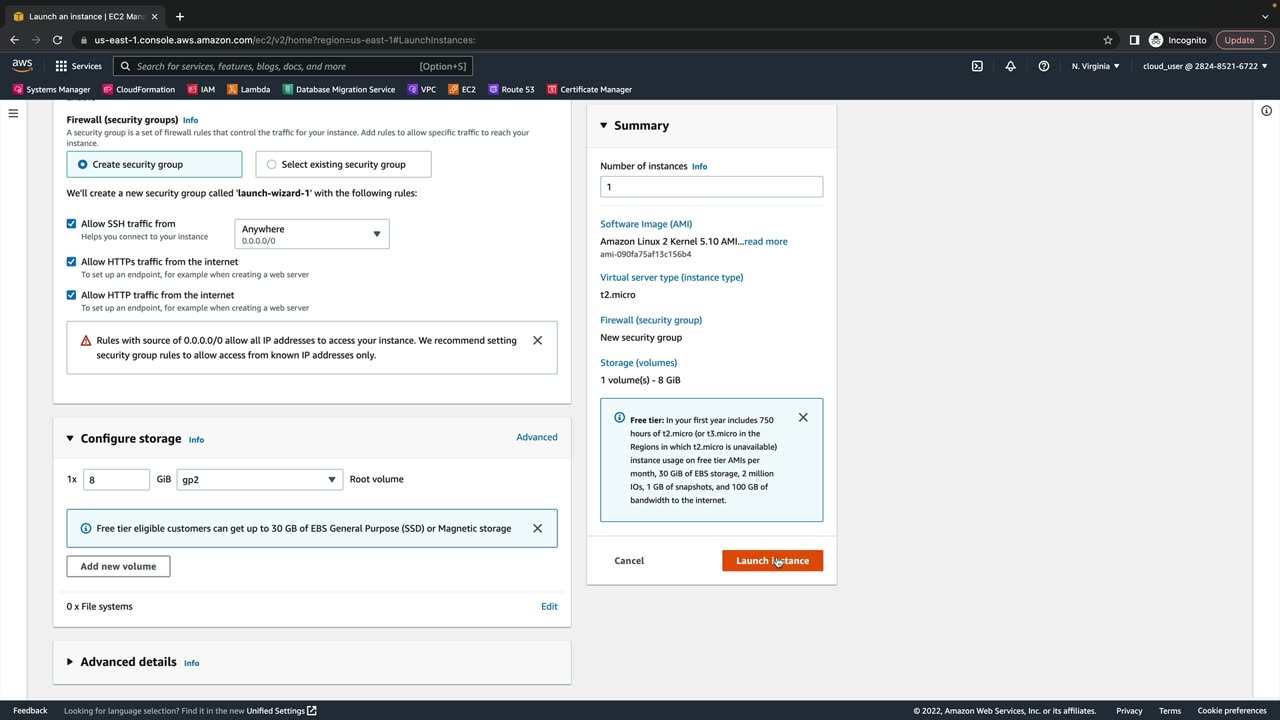 Launch an instance | EC2 Man
us-east-1.console.aws.amazon.com/ec2/v2/home?region=us-east-1#LaunchInstances:
Incognito
Update
aws
Services
Search for services, features, blogs, docs, and more
[Option+S]
N. Virginia
cloud_user @ 2824-8521-6722
Systems Manager
CloudFormation
IAM
Lambda
Database Migration Service
VPC
EC2
Route 53
Certificate Manager
Firewall (security groups) Info
A security group is a set of firewall rules that control the traffic for your instance. Add rules to allow specific traffic to reach your
instance.
Create security group
Select existing security group
We'll create a new security group called 'launch-wizard-1' with the following rules:
Allow SSH traffic from
Helps you connect to your instance
Anywhere
0.0.0.0/0
Allow HTTPs traffic from the internet
To set up an endpoint, for example when creating a web server
Allow HTTP traffic from the internet
To set up an endpoint, for example when creating a web server
Rules with source of 0.0.0.0/0 allow all IP addresses to access your instance. We recommend setting
security group rules to allow access from known IP addresses only.
Configure storage Info
Advanced
1x
8
GiB
gp2
Root volume
Free tier eligible customers can get up to 30 GB of EBS General Purpose (SSD) or Magnetic storage
Add new volume
0 x File systems
Edit
Advanced details Info
Summary
Number of instances Info
1
Software Image (AMI)
Amazon Linux 2 Kernel 5.10 AMI...read more
ami-090fa75af13c156b4
Virtual server type (instance type)
t2.micro
Firewall (security group)
New security group
Storage (volumes)
1 volume(s) - 8 GiB
Free tier: In your first year includes 750
hours of t2.micro (or t3.micro in the
Regions in which t2.micro is unavailable)
instance usage on free tier AMIs per
month, 30 GiB of EBS storage, 2 million
IOs, 1 GB of snapshots, and 100 GB of
bandwidth to the internet.
Cancel
Launch instance
Feedback
Looking for language selection? Find it in the new Unified Settings
© 2022, Amazon Web Services, Inc. or its affiliates.
Privacy
Terms
Cookie preferences